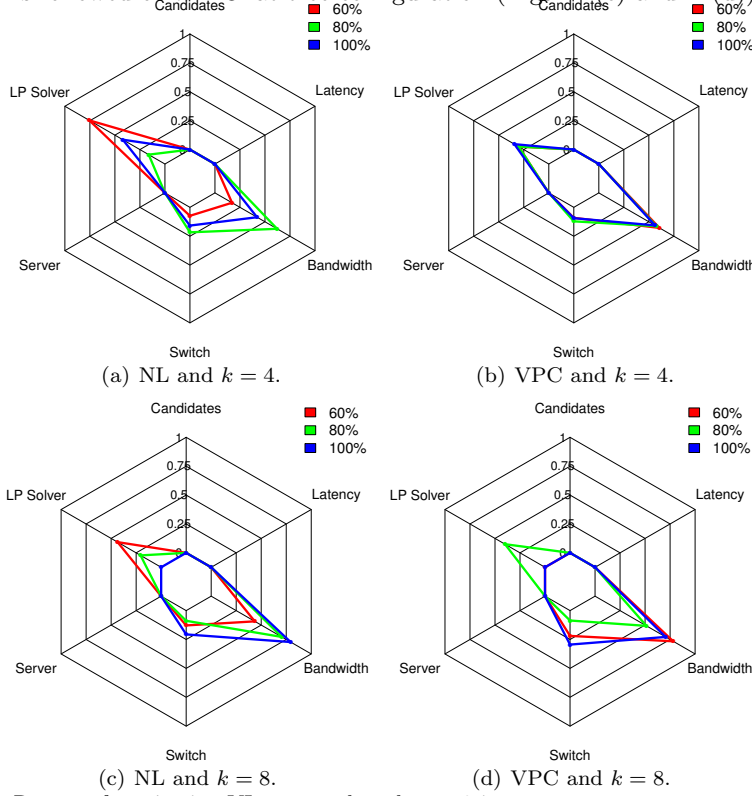 Candidates
60%
80%
100%
1
0.75
0.5
0.25
0
LP Solver
Latency
Server
Bandwidth
Switch
(a) NL and k = 4.
Candidates
60%
80%
100%
1
0.75
0.5
0.25
0
LP Solver
Latency
Server
Bandwidth
Switch
(b) VPC and k = 4.
Candidates
60%
80%
100%
1
0.75
0.5
0.25
LP Solver
Latency
Server
Bandwidth
Switch
(c) NL and k = 8.
Candidates
60%
80%
100%
1
0.75
0.5
0.25
0
LP Solver
Latency
Server
Bandwidth
Switch
(d) VPC and k = 8.